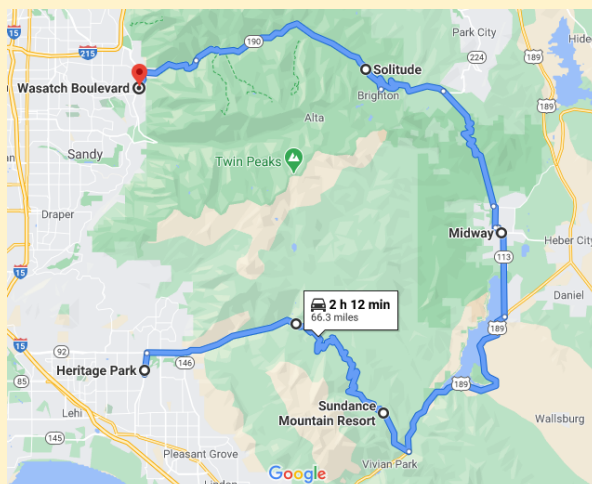 15
Park City
Hide
190
215
Solitude
224
189
Wasatch Boulevard
Brighton
Alta
Sandy
Twin Peaks
189
Draper
Midway
Heber City
15
113
2 h 12 min
66.3 miles
Daniel
189
92
146
Heritage Park
85
189
Lehi
Sundance
Mountain Resort
Wallsburg
15
145
Pleasant Grove
Vivian Park
Google